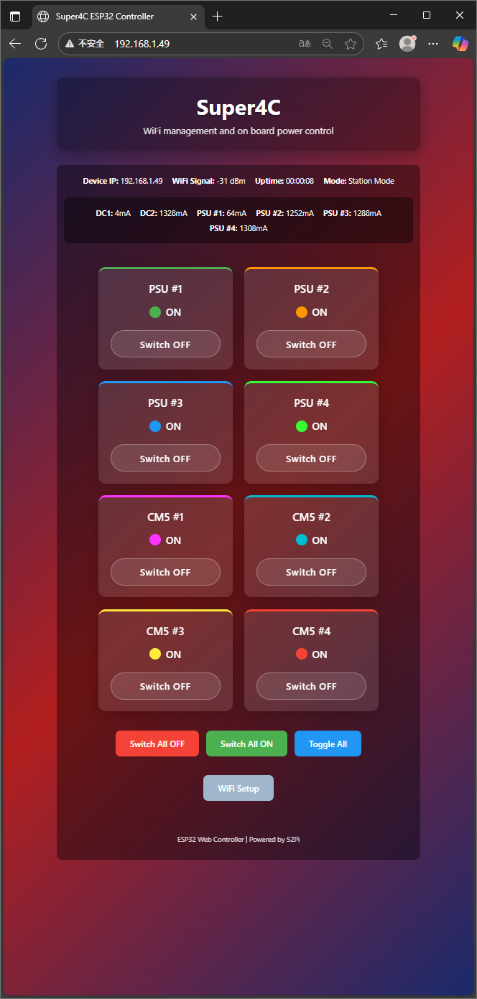 Super4C ESP32 Controller
不安全 192.168.1.49 aあ
Super4C
WiFi management and on board power control
Device IP: 192.168.1.49 WiFi Signal: -31 dBm Uptime: 00:00:08 Mode: Station Mode
DC1: 4mA DC2: 1328mA PSU #1: 64mA PSU #2: 1252mA PSU #3: 1288mA
PSU #4: 1308mA
PSU #1
ON
Switch OFF
PSU #2
ON
Switch OFF
PSU #3
ON
Switch OFF
PSU #4
ON
Switch OFF
CM5 #1
ON
Switch OFF
CM5 #2
ON
Switch OFF
CM5 #3
ON
Switch OFF
CM5 #4
ON
Switch OFF
Switch All OFF
Switch All ON
Toggle All
WiFi Setup
ESP32 Web Controller | Powered by 52Pi